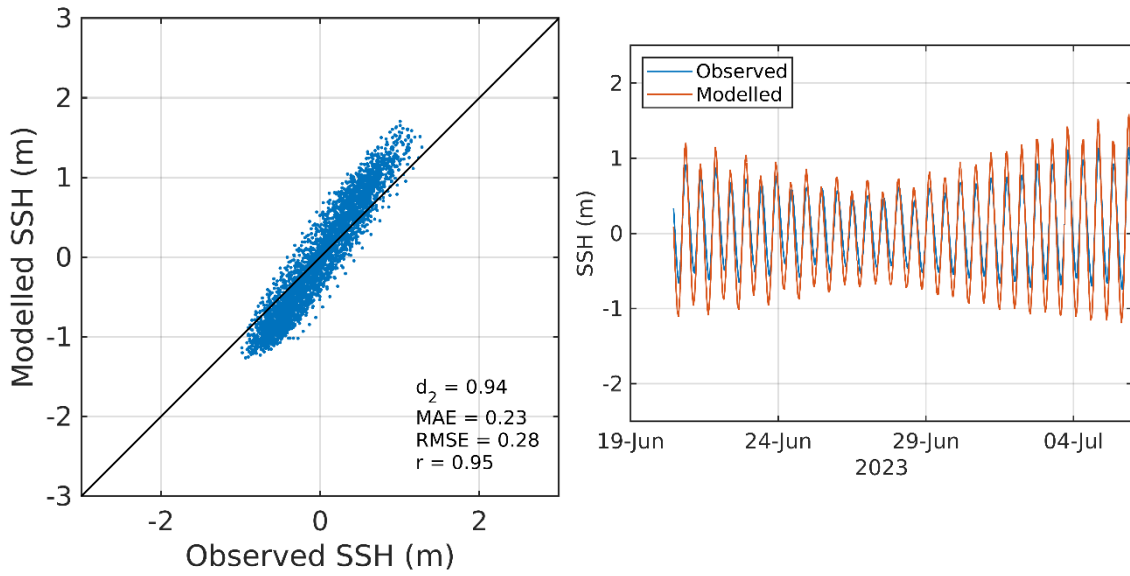 3
2
1
0
-1
-2
-3
-2
0
2
Modelled SSH (m)
Observed SSH (m)
d2 = 0.94
MAE = 0.23
RMSE = 0.28
r = 0.95
Observed
Modelled
2
1
0
-1
-2
SSH (m)
19-Jun
24-Jun
29-Jun
04-Jul
2023